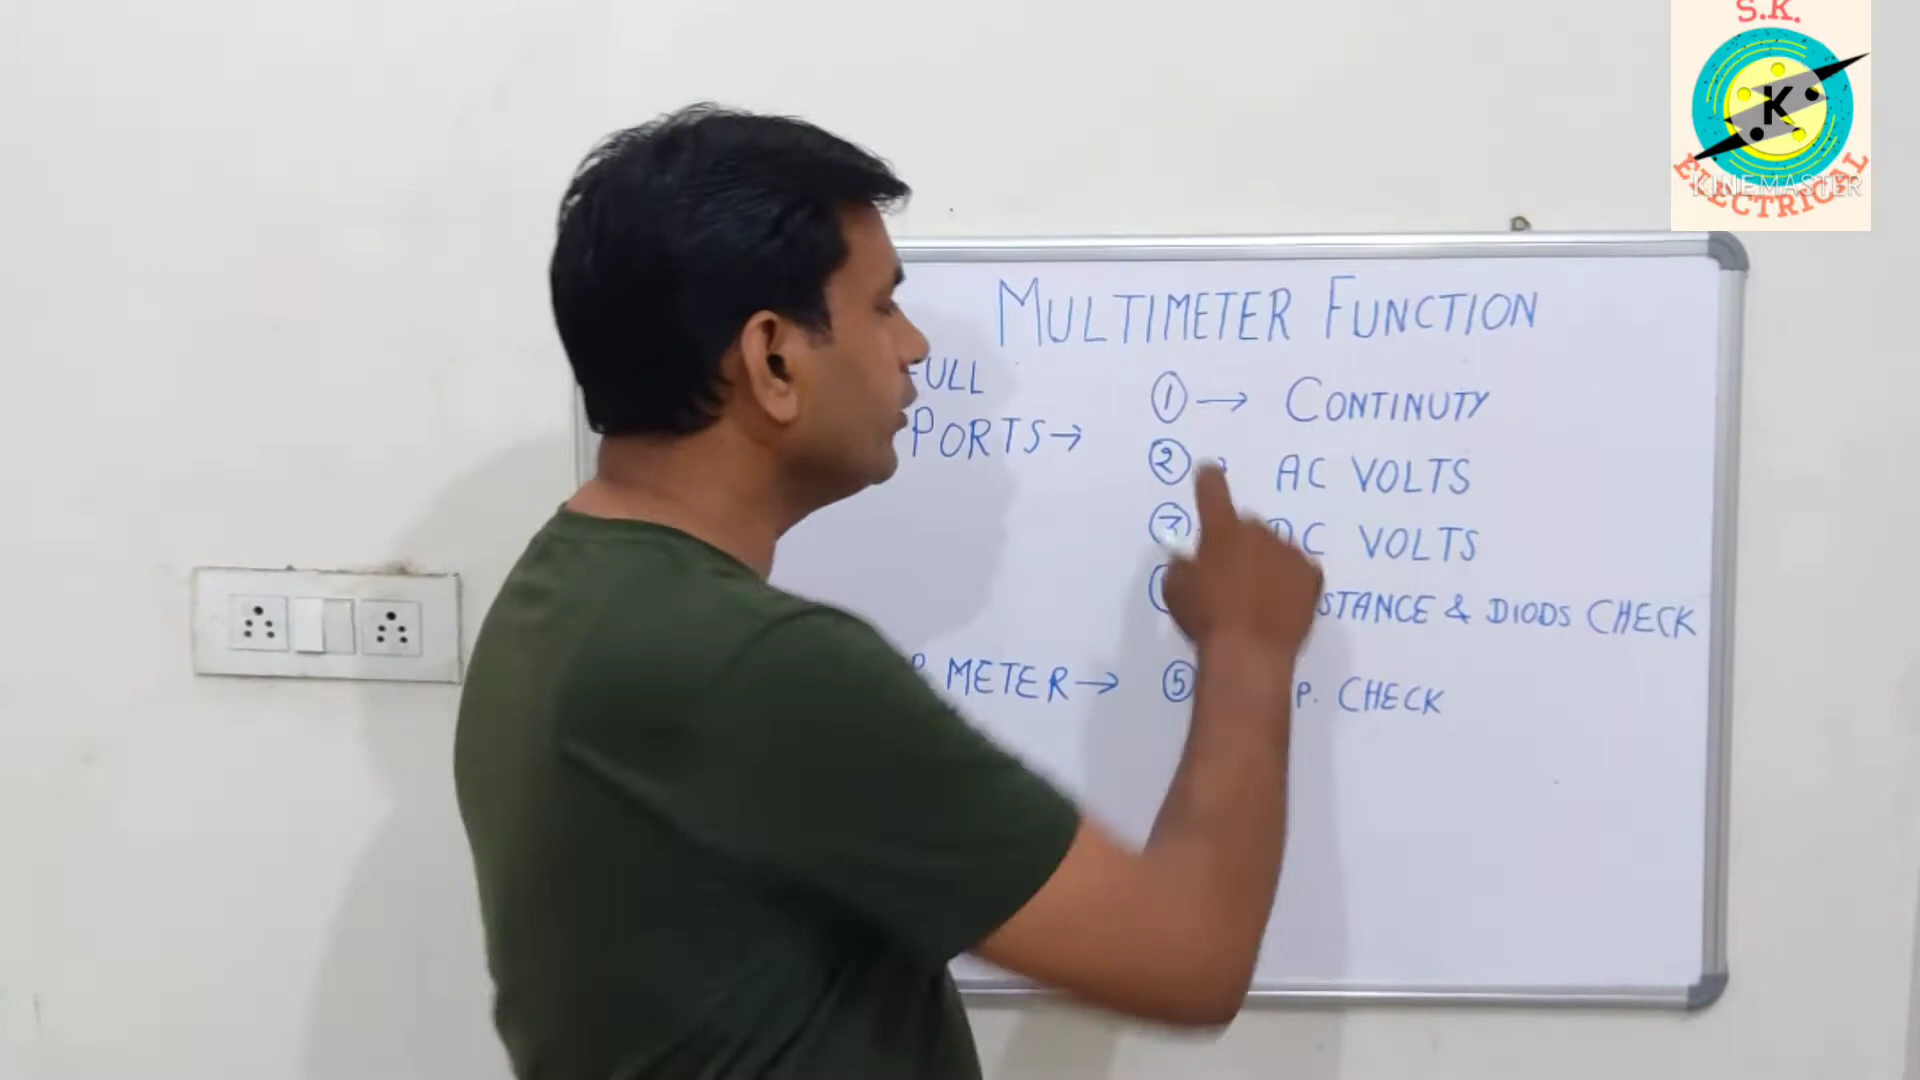 S.K.
K
ELECTRICAL
KINEMASTER
MULTIMETER FUNCTION
FULL
PORTS→
① → CONTINUTY
② → AC VOLTS
③ DC VOLTS
STANCE & DIODS CHECK
METER→ ⑤ P. CHECK